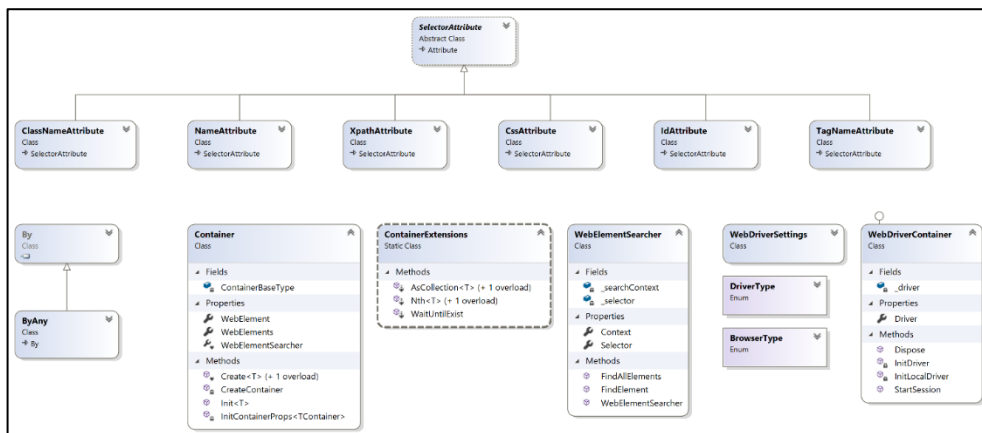 SelectorAttribute
Abstract Class
Attribute
ClassNameAttribute
Class
SelectorAttribute
NameAttribute
Class
SelectorAttribute
XpathAttribute
Class
SelectorAttribute
CssAttribute
Class
SelectorAttribute
IdAttribute
Class
SelectorAttribute
TagNameAttribute
Class
SelectorAttribute
By
Class
ByAny
Class
By
Container
Class
Fields
ContainerBaseType
Properties
WebElement
WebElements
WebElementSearcher
Methods
Create<T> (+ 1 overload)
CreateContainer
Init<T>
InitContainerProps<TContainer>
ContainerExtensions
Static Class
Methods
AsCollection<T> (+ 1 overload)
Nth<T> (+ 1 overload)
WaitUntilExist
WebElementSearcher
Class
Fields
_searchContext
_selector
Properties
Context
Selector
Methods
FindAllElements
FindElement
WebElementSearcher
WebDriverSettings
Class
DriverType
Enum
BrowserType
Enum
WebDriverContainer
Class
Fields
_driver
Properties
Driver
Methods
Dispose
InitDriver
InitLocalDriver
StartSession